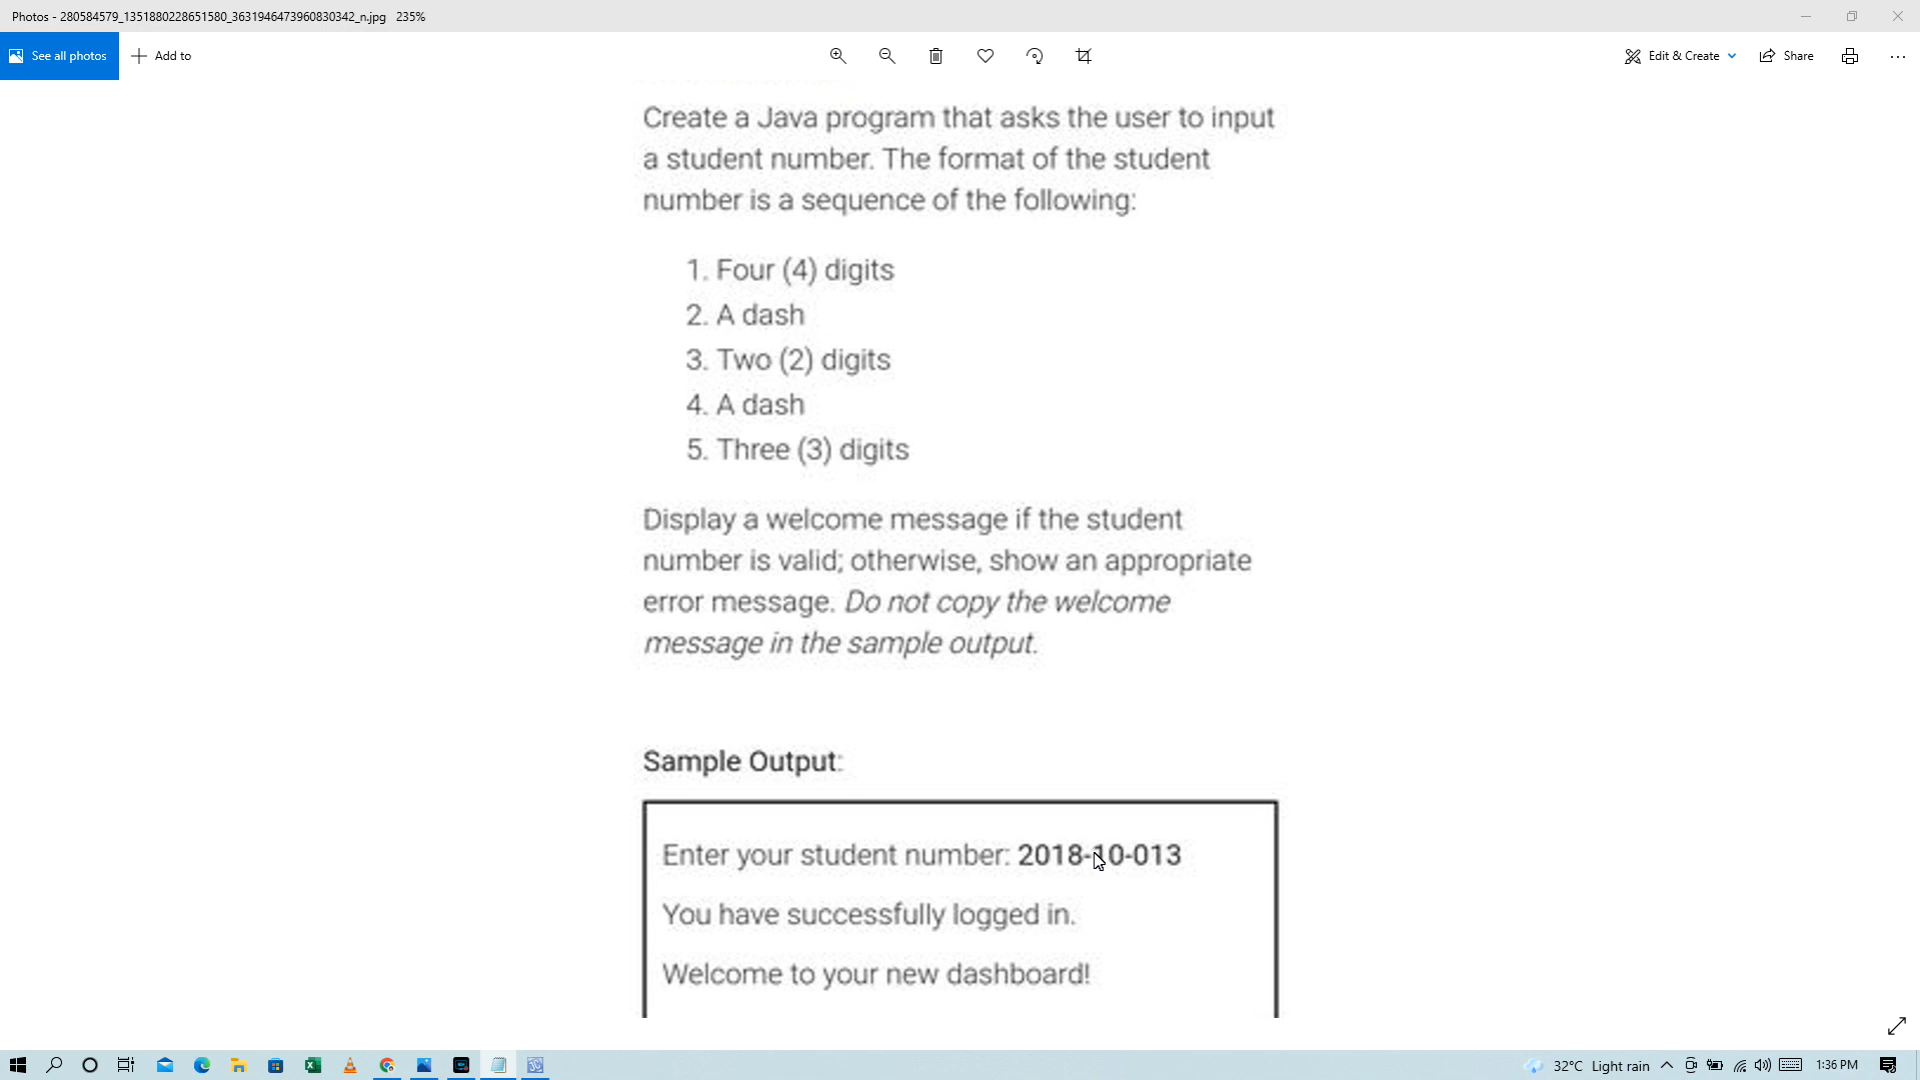 Photos - 280584579_1351880228651580_3631946473960830342_n.jpg 235%
See all photos Add to Edit & Create Share
Create a Java program that asks the user to input
a student number. The format of the student
number is a sequence of the following:
1. Four (4) digits
2. A dash
3. Two (2) digits
4. A dash
5. Three (3) digits
Display a welcome message if the student
number is valid; otherwise, show an appropriate
error message. Do not copy the welcome
message in the sample output.
Sample Output:
Enter your student number: 2018-10-013
You have successfully logged in.
Welcome to your new dashboard!
32°C Light rain 1:36 PM